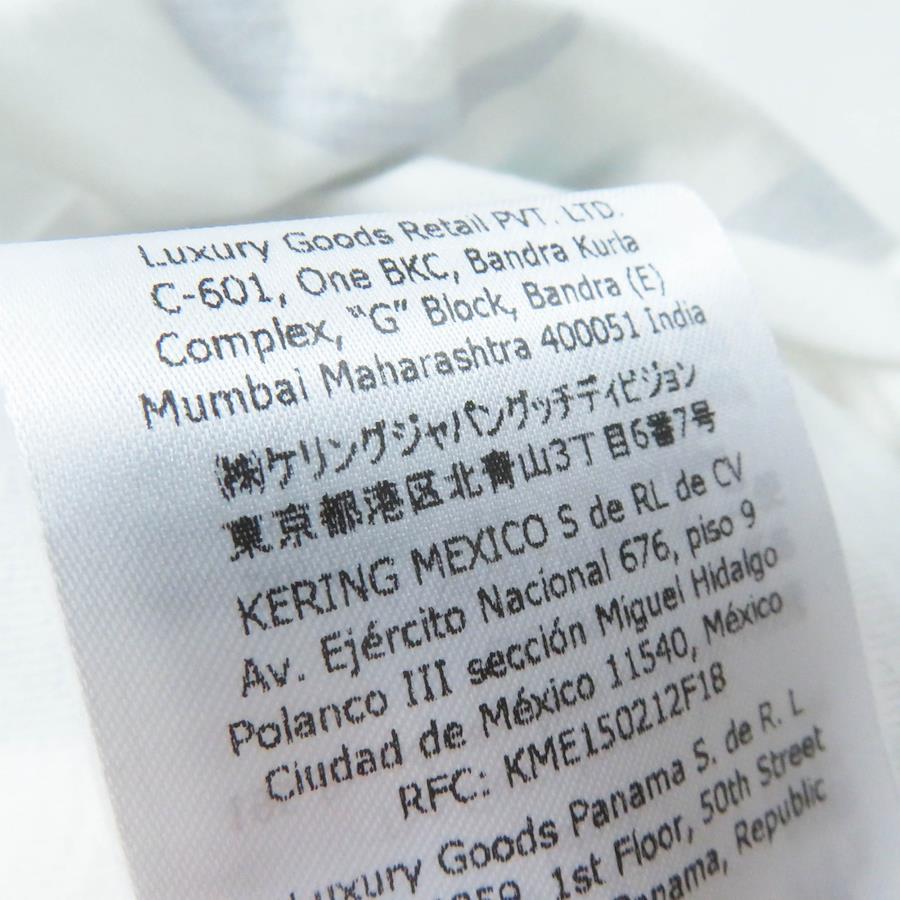 Luxury Goods Retail PVT. LTD.
C-601, One BKC, Bandra Kurla
Complex, "G" Block, Bandra (E)
Mumbai Maharashtra 400051 India
㈱ケリングジャパングッチディビジョン
東京都港区北青山3丁目6番7号
KERING MEXICO S de RL de CV
Av. Ejército Nacional 676, piso 9
Polanco III sección Miguel Hidalgo
Ciudad de México 11540, México
RFC: KME150212F18
Luxury Goods Panama S. de R. L
1st Floor, 50th Street
Panama, Republic